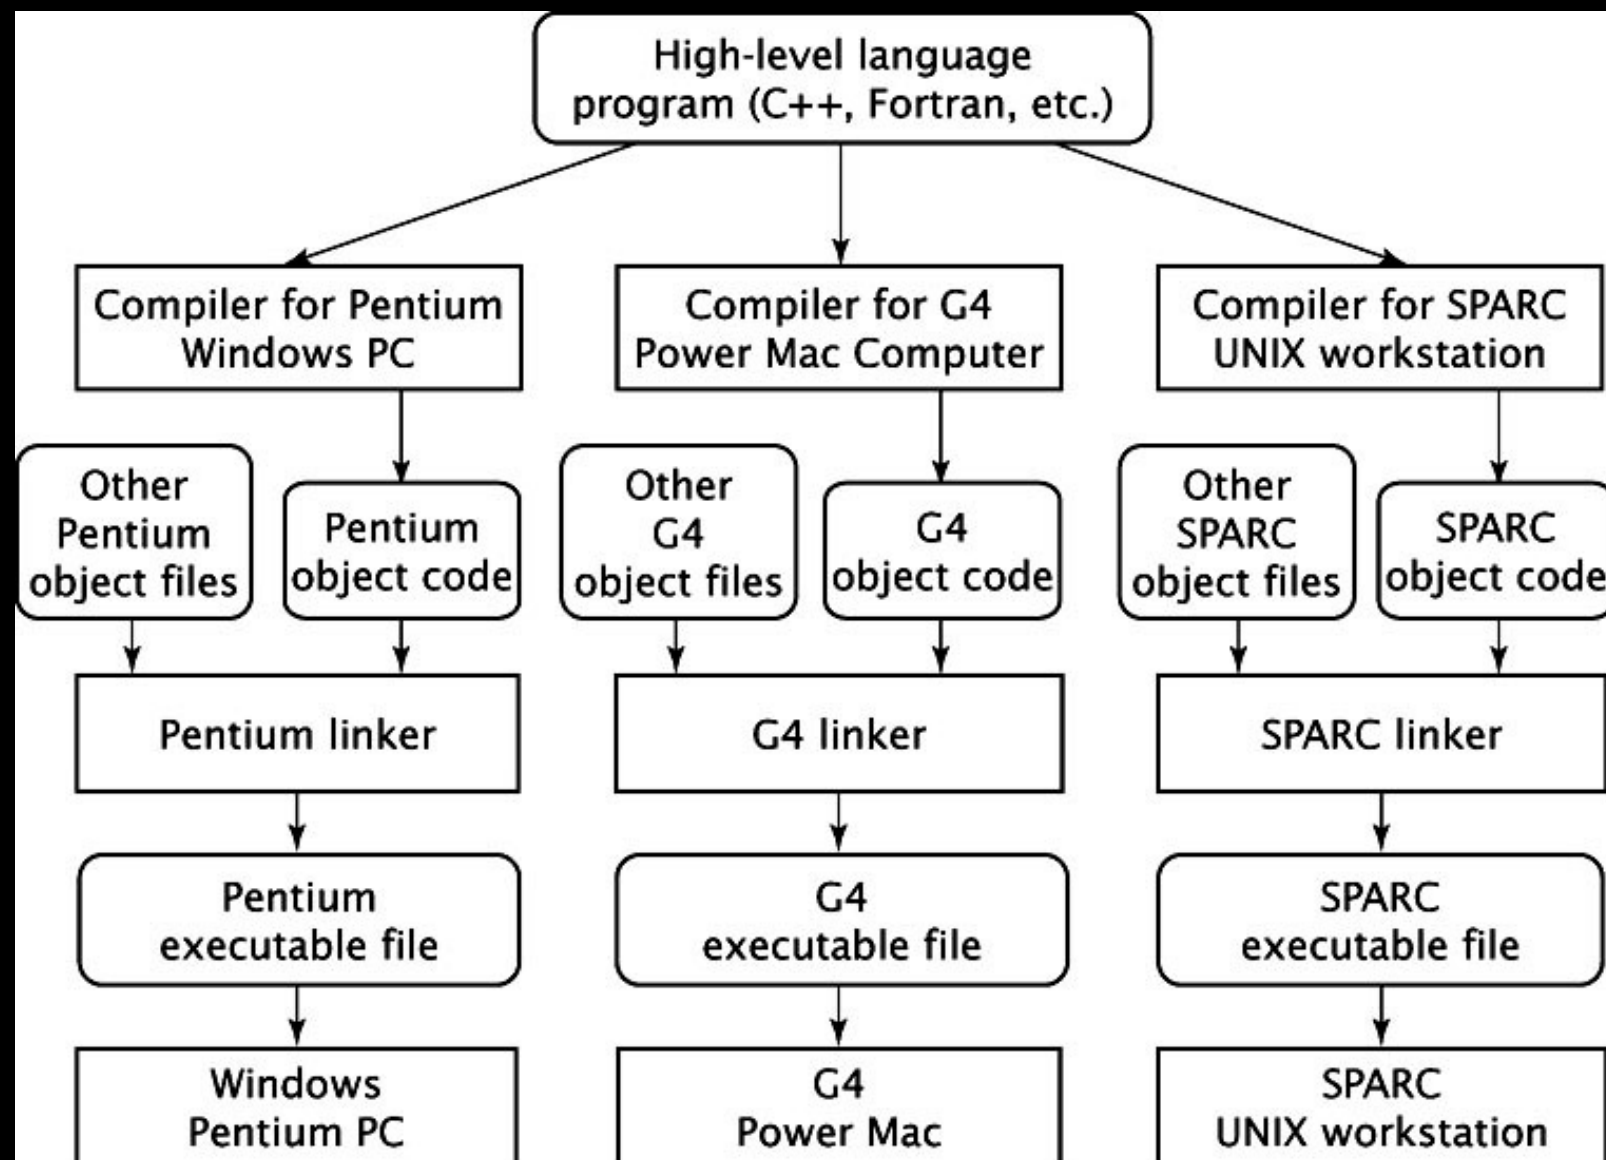 High-level language
program (C++, Fortran, etc.)
Compiler for Pentium
Windows PC
Compiler for G4
Power Mac Computer
Compiler for SPARC
UNIX workstation
Other
Pentium
object files
Pentium
object code
Other
G4
object files
G4
object code
Other
SPARC
object files
SPARC
object code
Pentium linker
G4 linker
SPARC linker
Pentium
executable file
G4
executable file
SPARC
executable file
Windows
Pentium PC
G4
Power Mac
SPARC
UNIX workstation